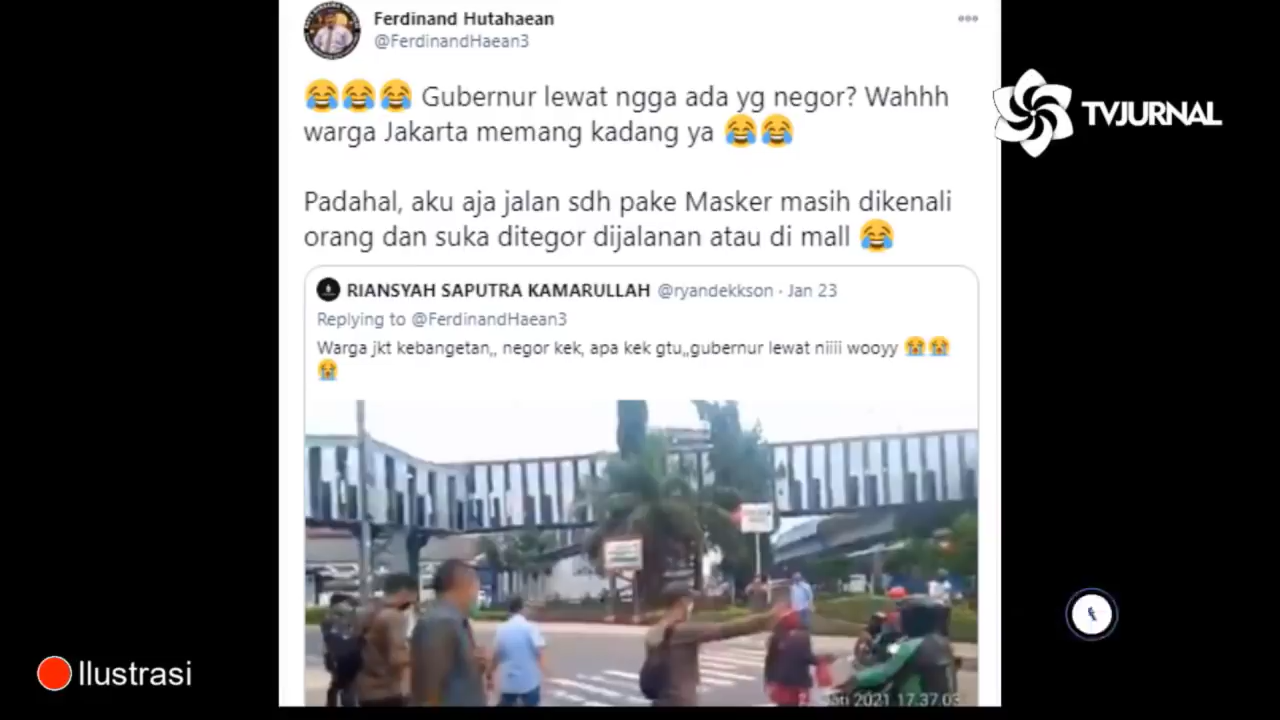 Ferdinand Hutahaean
@FerdinandHaean3
😂😂😂 Gubernur lewat ngga ada yg negor? Wahhh
warga Jakarta memang kadang ya 😂😂
Padahal, aku aja jalan sdh pake Masker masih dikenali
orang dan suka ditegor dijalanan atau di mall 😂
RIANSYAH SAPUTRA KAMARULLAH @ryandekkson · Jan 23
Replying to @FerdinandHaean3
Warga jkt kebangetan,, negor kek, apa kek gtu,,gubernur lewat niiii wooyy 😭😭
😭
2021 17.37.03
TVJURNAL
Ilustrasi